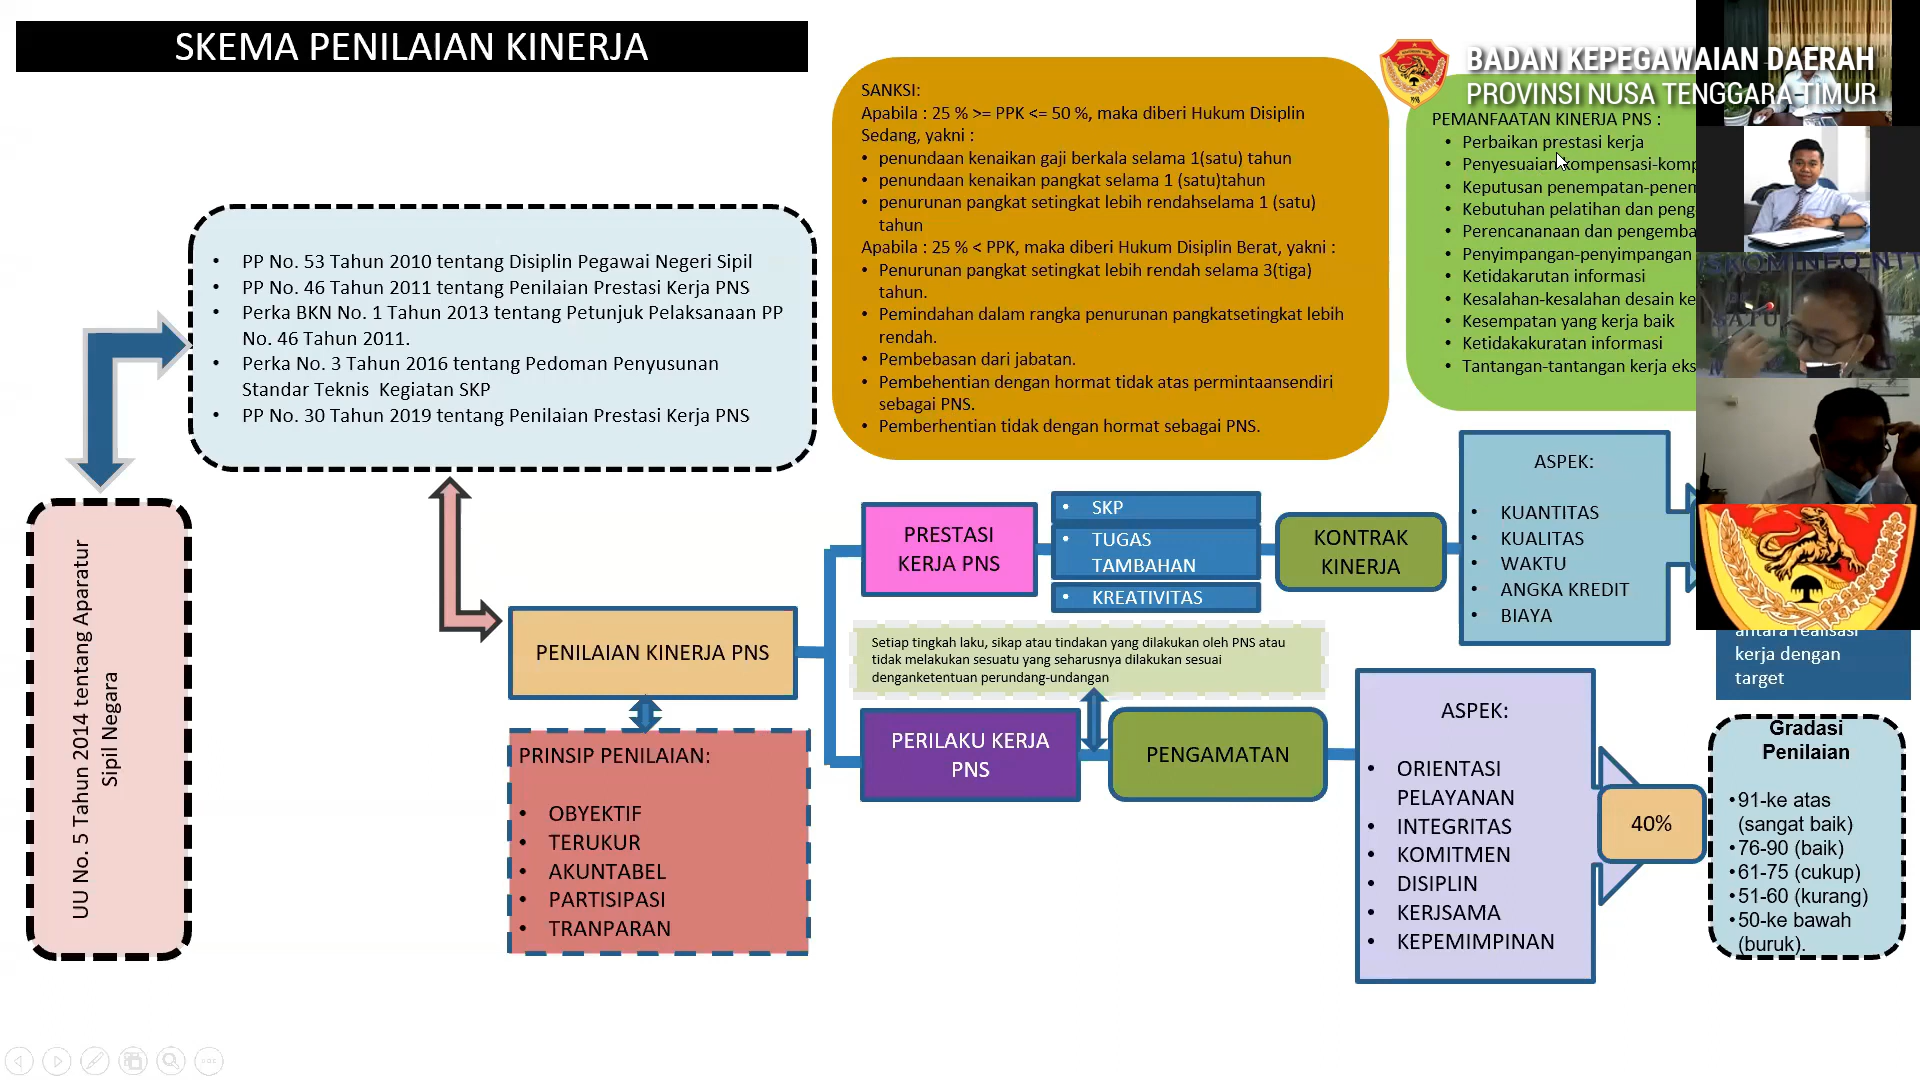 SKEMA PENILAIAN KINERJA
BADAN KEPEGAWAIAN DAERAH
PROVINSI NUSA TENGGARA TIMUR
SANKSI:
Apabila : 25 % >= PPK <= 50 %, maka diberi Hukum Disiplin
Sedang, yakni :
• penundaan kenaikan gaji berkala selama 1(satu) tahun
• penundaan kenaikan pangkat selama 1 (satu)tahun
• penurunan pangkat setingkat lebih rendahselama 1 (satu)
tahun
Apabila : 25 % < PPK, maka diberi Hukum Disiplin Berat, yakni :
• Penurunan pangkat setingkat lebih rendah selama 3(tiga)
tahun.
• Pemindahan dalam rangka penurunan pangkatsetingkat lebih
rendah.
• Pembebasan dari jabatan.
• Pembehentian dengan hormat tidak atas permintaansendiri
sebagai PNS.
• Pemberhentian tidak dengan hormat sebagai PNS.
PEMANFAATAN KINERJA PNS :
• Perbaikan prestasi kerja
• Penyesuaian kompensasi-komp
• Keputusan penempatan-penem
• Kebutuhan pelatihan dan peng
• Perencananaan dan pengemba
• Penyimpangan-penyimpangan
• Ketidakarutan informasi
• Kesalahan-kesalahan desain ke
• Kesempatan yang kerja baik
• Ketidakakuratan informasi
• Tantangan-tantangan kerja eks
• PP No. 53 Tahun 2010 tentang Disiplin Pegawai Negeri Sipil
• PP No. 46 Tahun 2011 tentang Penilaian Prestasi Kerja PNS
• Perka BKN No. 1 Tahun 2013 tentang Petunjuk Pelaksanaan PP
No. 46 Tahun 2011.
• Perka No. 3 Tahun 2016 tentang Pedoman Penyusunan
Standar Teknis Kegiatan SKP
• PP No. 30 Tahun 2019 tentang Penilaian Prestasi Kerja PNS
UU No. 5 Tahun 2014 tentang Aparatur
Sipil Negara
PENILAIAN KINERJA PNS
PRINSIP PENILAIAN:
• OBYEKTIF
• TERUKUR
• AKUNTABEL
• PARTISIPASI
• TRANPARAN
PRESTASI
KERJA PNS
• SKP
• TUGAS
TAMBAHAN
• KREATIVITAS
KONTRAK
KINERJA
ASPEK:
• KUANTITAS
• KUALITAS
• WAKTU
• ANGKA KREDIT
• BIAYA
antara realisasi
kerja dengan
target
Setiap tingkah laku, sikap atau tindakan yang dilakukan oleh PNS atau
tidak melakukan sesuatu yang seharusnya dilakukan sesuai
denganketentuan perundang-undangan
PERILAKU KERJA
PNS
PENGAMATAN
ASPEK:
• ORIENTASI
PELAYANAN
• INTEGRITAS
• KOMITMEN
• DISIPLIN
• KERJSAMA
• KEPEMIMPINAN
40%
Gradasi
Penilaian
•91-ke atas
(sangat baik)
•76-90 (baik)
•61-75 (cukup)
•51-60 (kurang)
•50-ke bawah
(buruk).